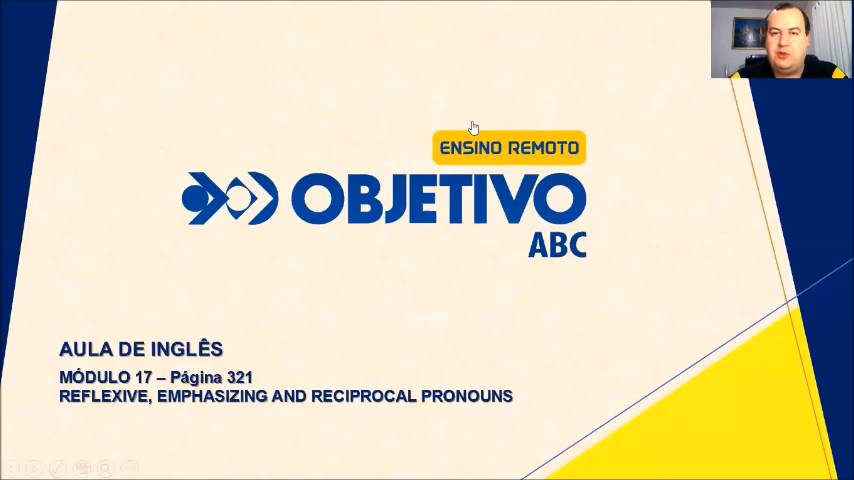 ENSINO REMOTO
OBJETIVO
ABC
AULA DE INGLÊS
MÓDULO 17 – Página 321
REFLEXIVE, EMPHASIZING AND RECIPROCAL PRONOUNS